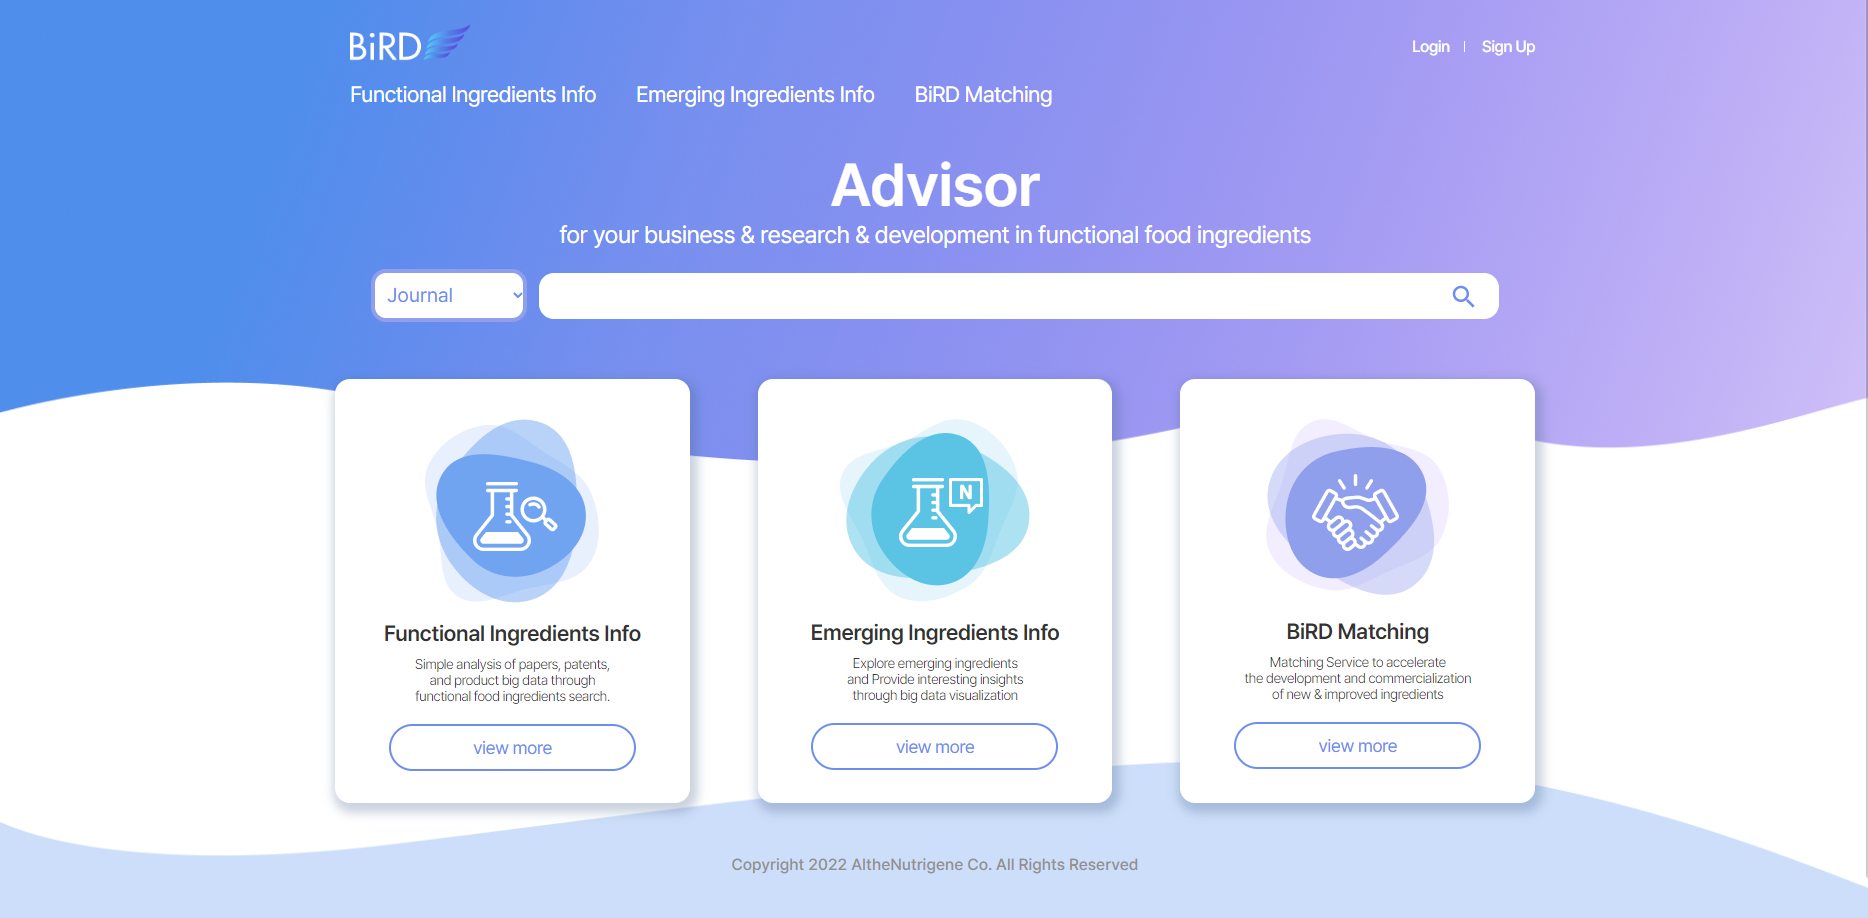 BiRD
Login | Sign Up
Functional Ingredients Info Emerging Ingredients Info BiRD Matching
Advisor
for your business & research & development in functional food ingredients
Journal
N
Functional Ingredients Info
Simple analysis of papers, patents,
and product big data through
functional food ingredients search.
view more
Emerging Ingredients Info
Explore emerging ingredients
and Provide interesting insights
through big data visualization
view more
BiRD Matching
Matching Service to accelerate
the development and commercialization
of new & improved ingredients
view more
Copyright 2022 AItheNutrigene Co. All Rights Reserved